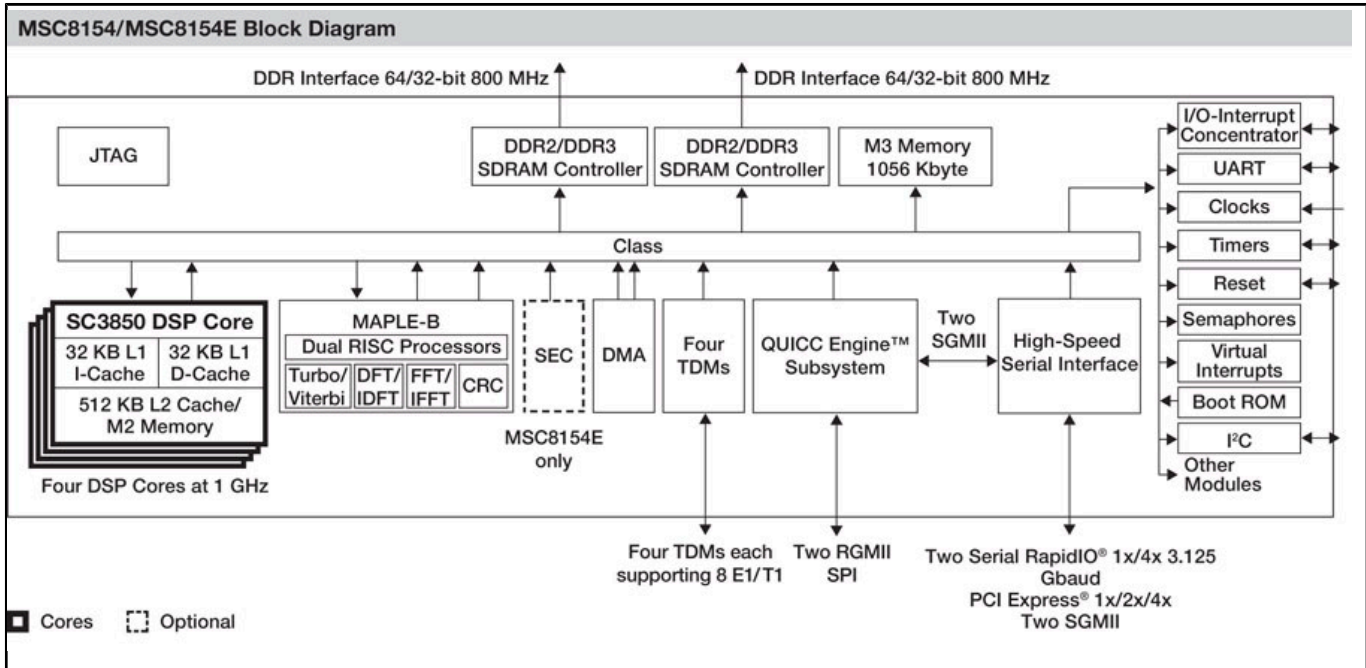 MSC8154/MSC8154E Block Diagram
DDR Interface 64/32-bit 800 MHz
DDR Interface 64/32-bit 800 MHz
JTAG
DDR2/DDR3
SDRAM Controller
DDR2/DDR3
SDRAM Controller
M3 Memory
1056 Kbyte
I/O-Interrupt
Concentrator
UART
Clocks
Timers
Reset
Semaphores
Virtual
Interrupts
Boot ROM
I²C
Other
Modules
Class
SC3850 DSP Core
32 KB L1
I-Cache
32 KB L1
D-Cache
512 KB L2 Cache/
M2 Memory
Four DSP Cores at 1 GHz
MAPLE-B
Dual RISC Processors
Turbo/
Viterbi
DFT/
IDFT
FFT/
IFFT
CRC
SEC
MSC8154E
only
DMA
Four
TDMs
QUICC Engine™
Subsystem
Two
SGMII
High-Speed
Serial Interface
Four TDMs each
supporting 8 E1/T1
Two RGMII
SPI
Two Serial RapidIO® 1x/4x 3.125
Gbaud
PCI Express® 1x/2x/4x
Two SGMII
Cores
Optional